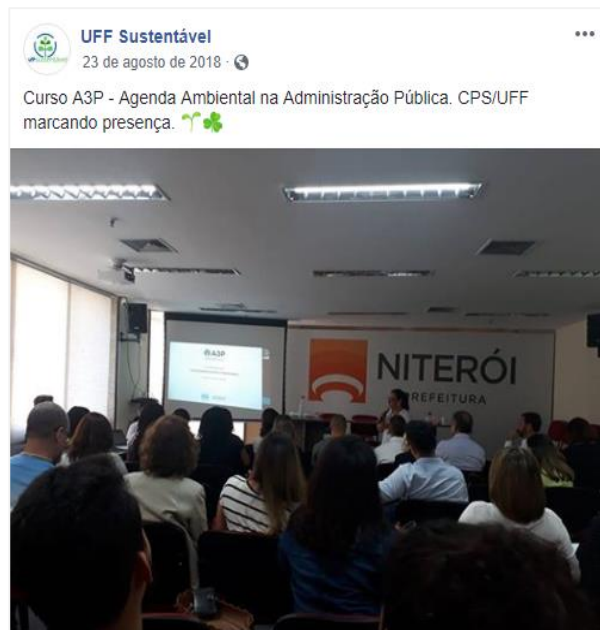 UFF Sustentável
23 de agosto de 2018 ·
Curso A3P - Agenda Ambiental na Administração Pública. CPS/UFF
marcando presença.
A3P
NITERÓI
PREFEITURA